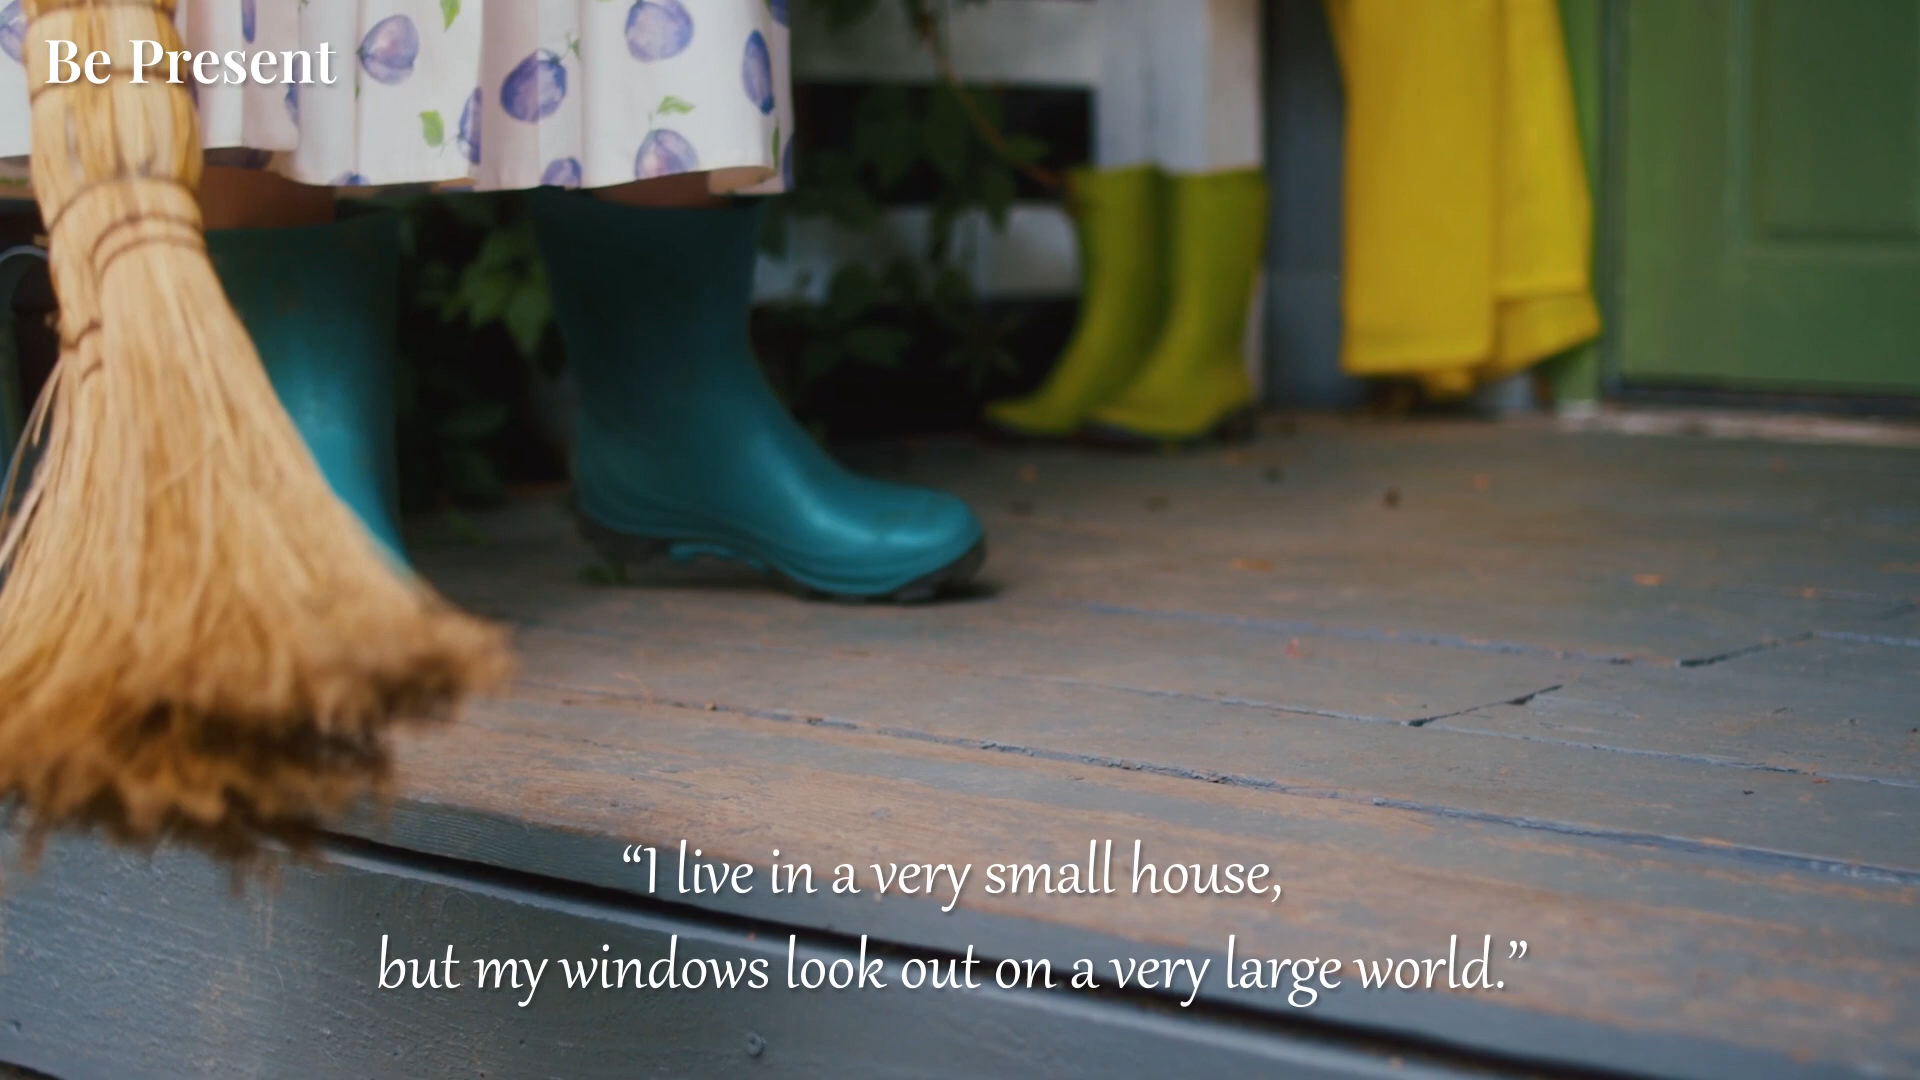 Be Present
“I live in a very small house,
but my windows look out on a very large world.”